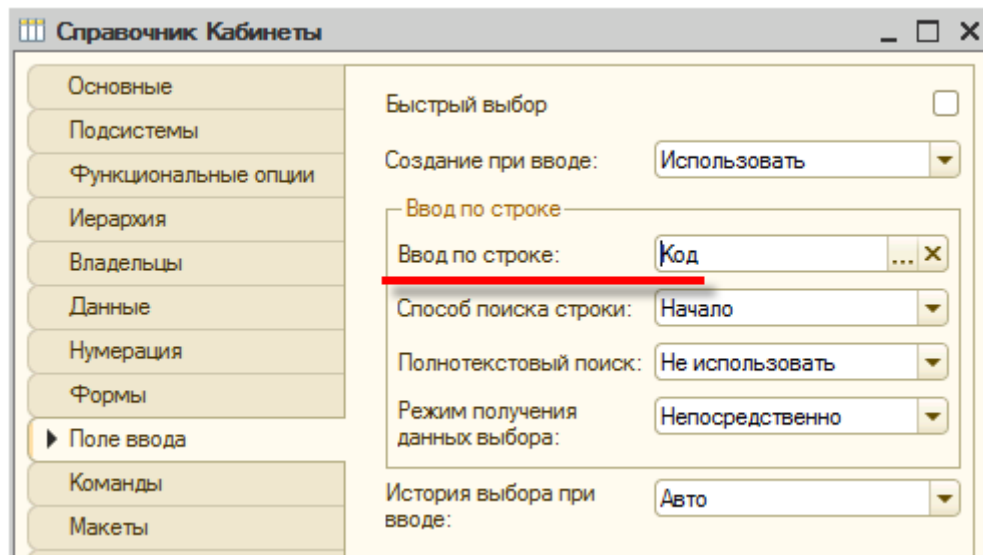 Справочник Кабинеты
Основные
Подсистемы
Функциональные опции
Иерархия
Владельцы
Данные
Нумерация
Формы
Поле ввода
Команды
Макеты
Быстрый выбор
Создание при вводе: Использовать
Ввод по строке
Ввод по строке: Код ...
Способ поиска строки: Начало
Полнотекстовый поиск: Не использовать
Режим получения
данных выбора: Непосредственно
История выбора при
вводе: Авто